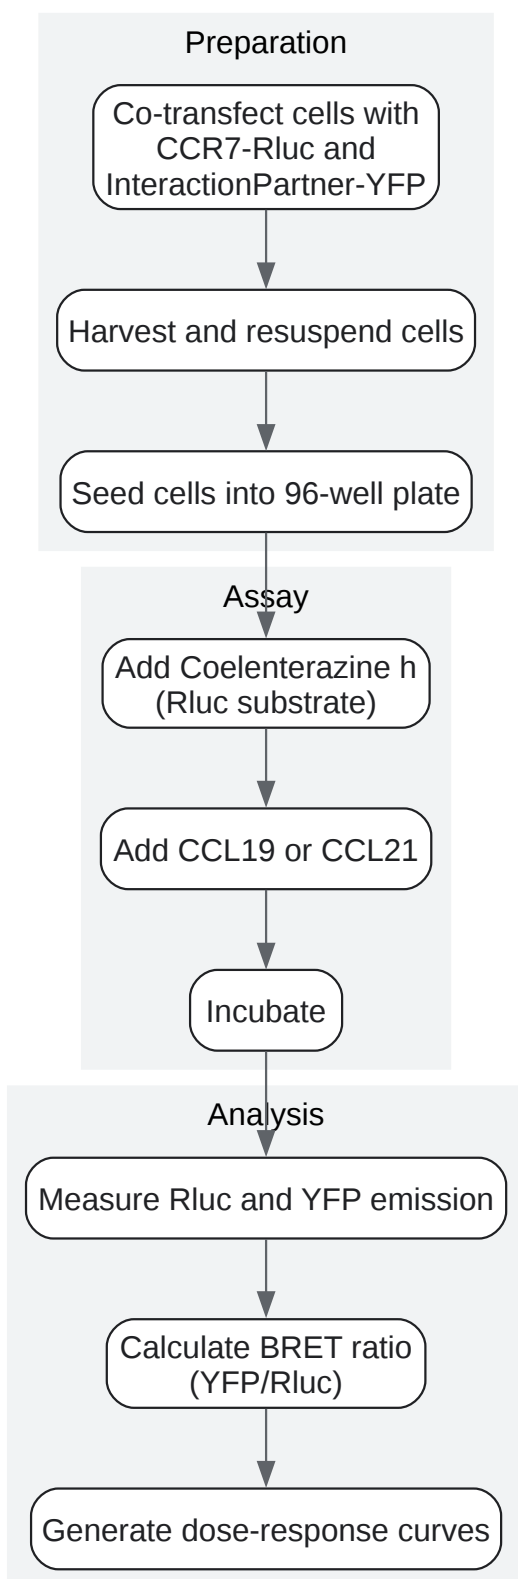 Preparation
Co-transfect cells with
CCR7-Rluc and
InteractionPartner-YFP
Harvest and resuspend cells
Seed cells into 96-well plate
Assay
Add Coelenterazine h
(Rluc substrate)
Add CCL19 or CCL21
Incubate
Analysis
Measure Rluc and YFP emission
Calculate BRET ratio
(YFP/Rluc)
Generate dose-response curves